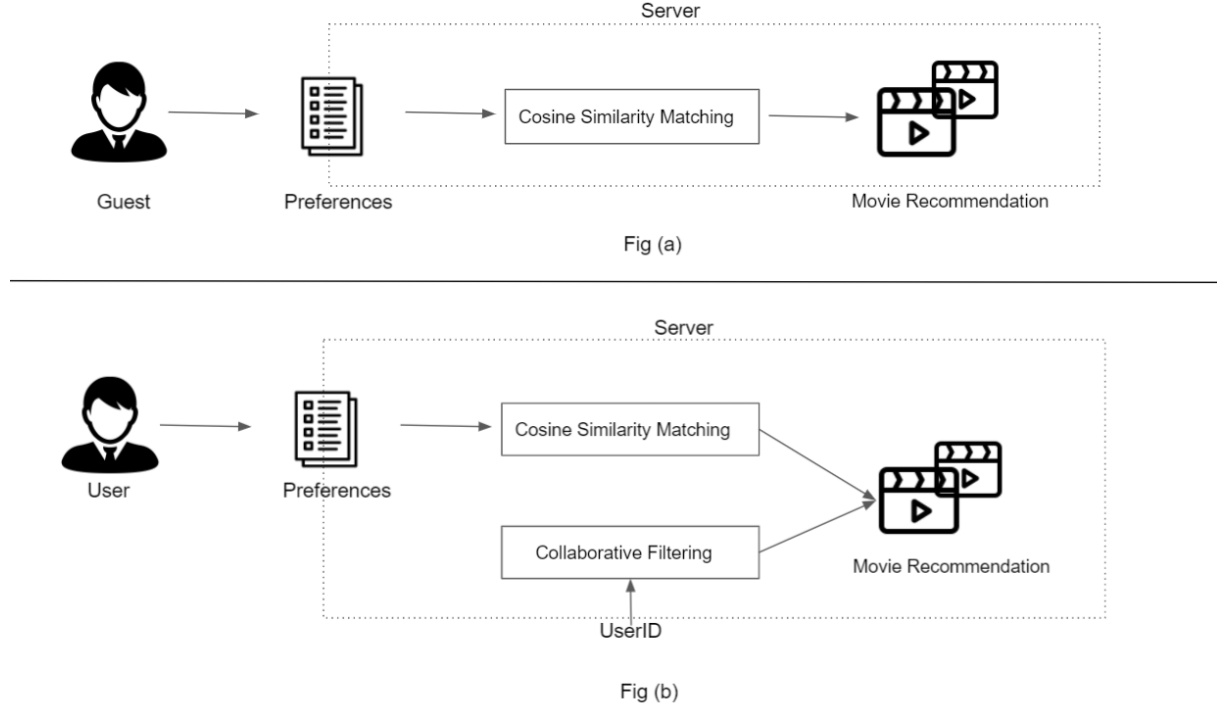 Server
Cosine Similarity Matching
Guest
Preferences
Movie Recommendation
Fig (a)
Server
Cosine Similarity Matching
User
Preferences
Collaborative Filtering
Movie Recommendation
UserID
Fig (b)